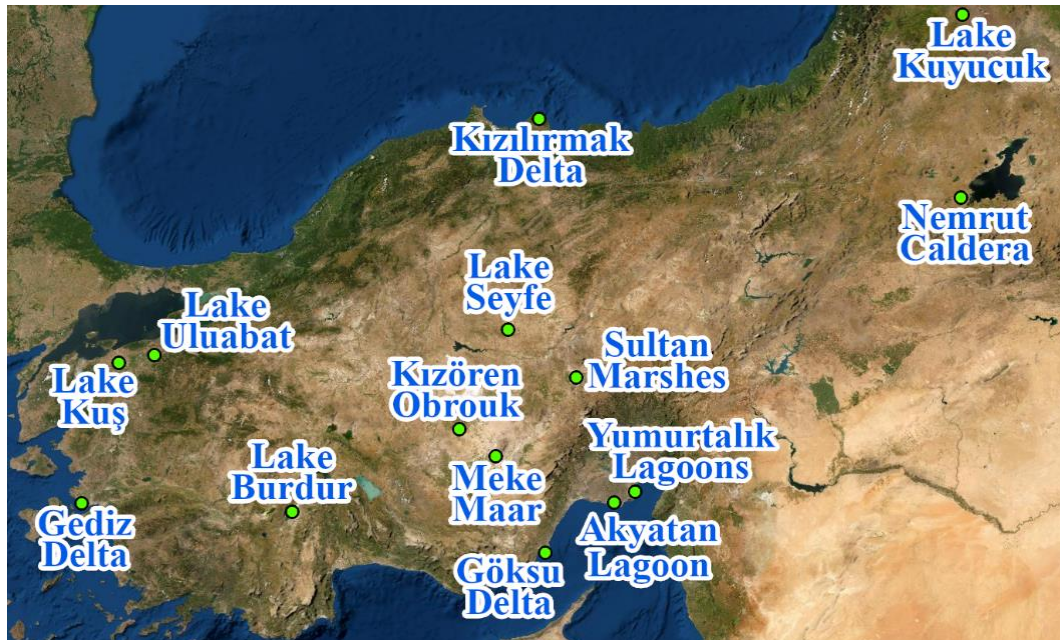 Lake
Kuyucuk
Kızılırmak
Delta
Nemrut
Caldera
Lake
Seyfe
Lake
Uluabat
Sultan
Marshes
Lake
Kuş
Kızören
Obrouk
Yumurtalık
Lagoons
Lake
Burdur
Meke
Maar
Gediz
Delta
Akyatan
Lagoon
Göksu
Delta